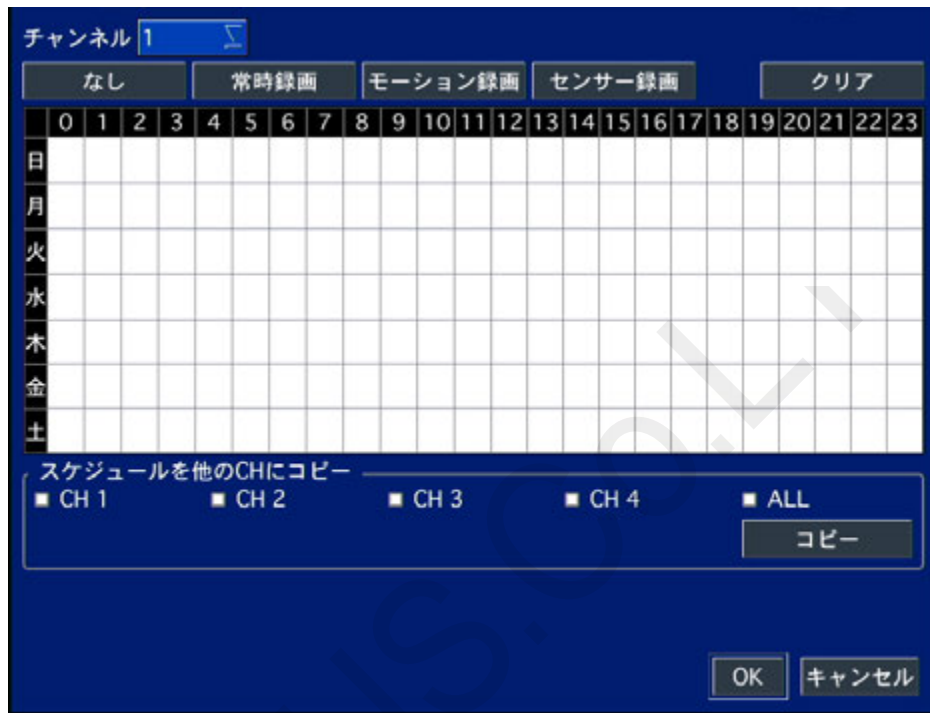 チャンネル 1
なし 常時録画 モーション録画 センサー録画 クリア
0 1 2 3 4 5 6 7 8 9 10 11 12 13 14 15 16 17 18 19 20 21 22 23
日
月
火
水
木
金
土
スケジュールを他のCHにコピー
CH 1 CH 2 CH 3 CH 4 ALL
コピー
OK キャンセル